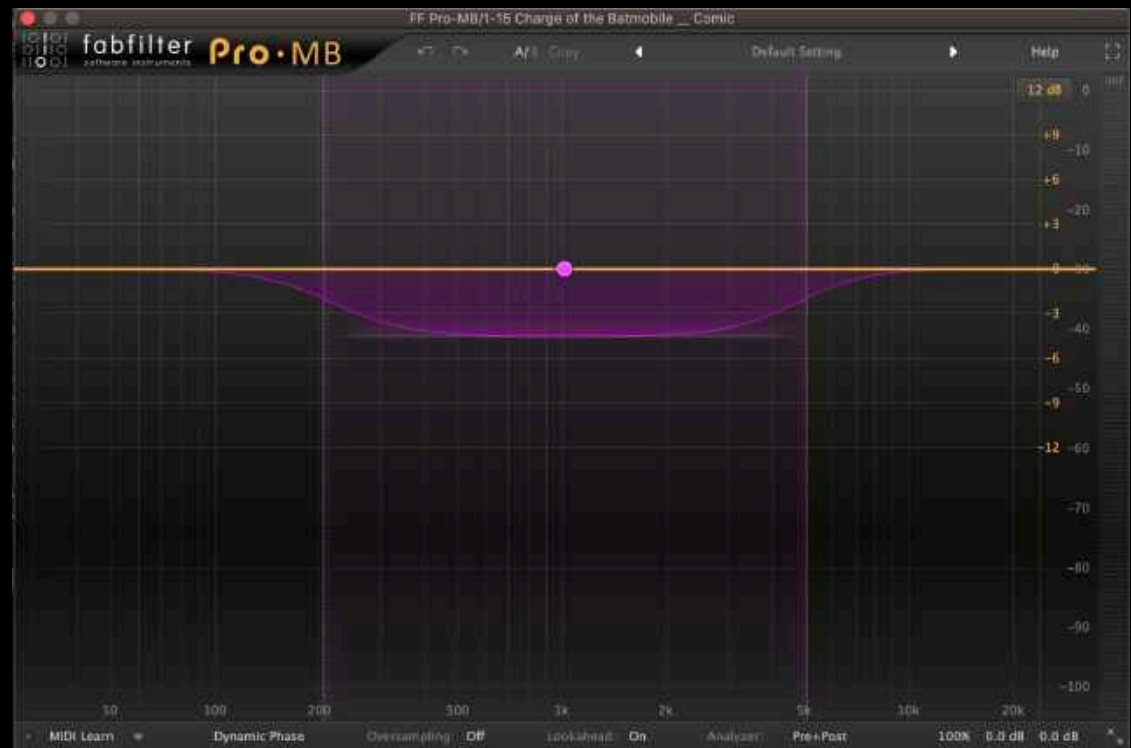 FF Pro-MB/1-15 Charge of the Batmobile __ Comic
fabfilter Pro·MB A/B Copy Default Setting Help
software instruments
12 dB 0
+9
-10
+6
-20
+3
0 -30
-3
-40
-6
-50
-9
-12 -60
-70
-80
-90
-100
50 100 200 500 1k 2k 5k 10k 20k
MIDI Learn Dynamic Phase Oversampling: Off Lookahead: On Analyzer: Pre+Post 100% 0.0 dB 0.0 dB